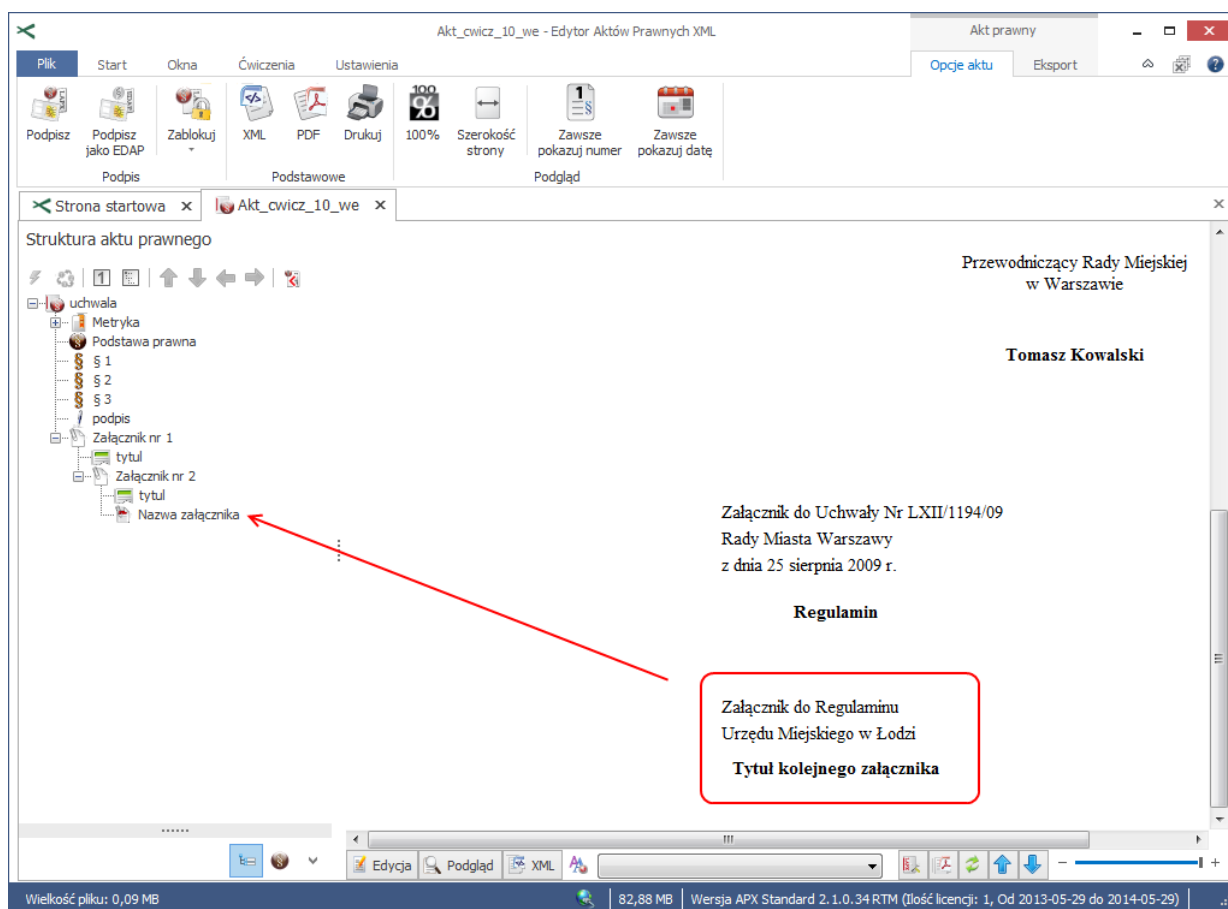 Akt_cwicz_10_we - Edytor Aktów Prawnych XML
Akt prawny
Plik Start Okna Ćwiczenia Ustawienia Opcje aktu Eksport
Podpisz
Podpisz jako EDAP
Zablokuj
XML
PDF
Drukuj
100%
Szerokość strony
Zawsze pokazuj numer
Zawsze pokazuj datę
Podpis Podstawowe Podgląd
Strona startowa Akt_cwicz_10_we
Struktura aktu prawnego
uchwala
Metryka
Podstawa prawna
§ 1
§ 2
§ 3
podpis
Załącznik nr 1
tytul
Załącznik nr 2
tytul
Nazwa załącznika
Przewodniczący Rady Miejskiej
w Warszawie
Tomasz Kowalski
Załącznik do Uchwały Nr LXII/1194/09
Rady Miasta Warszawy
z dnia 25 sierpnia 2009 r.
Regulamin
Załącznik do Regulaminu
Urzędu Miejskiego w Łodzi
Tytuł kolejnego załącznika
Edycja Podgląd XML
Wielkość pliku: 0,09 MB 82,88 MB Wersja APX Standard 2.1.0.34 RTM (Ilość licencji: 1, Od 2013-05-29 do 2014-05-29)